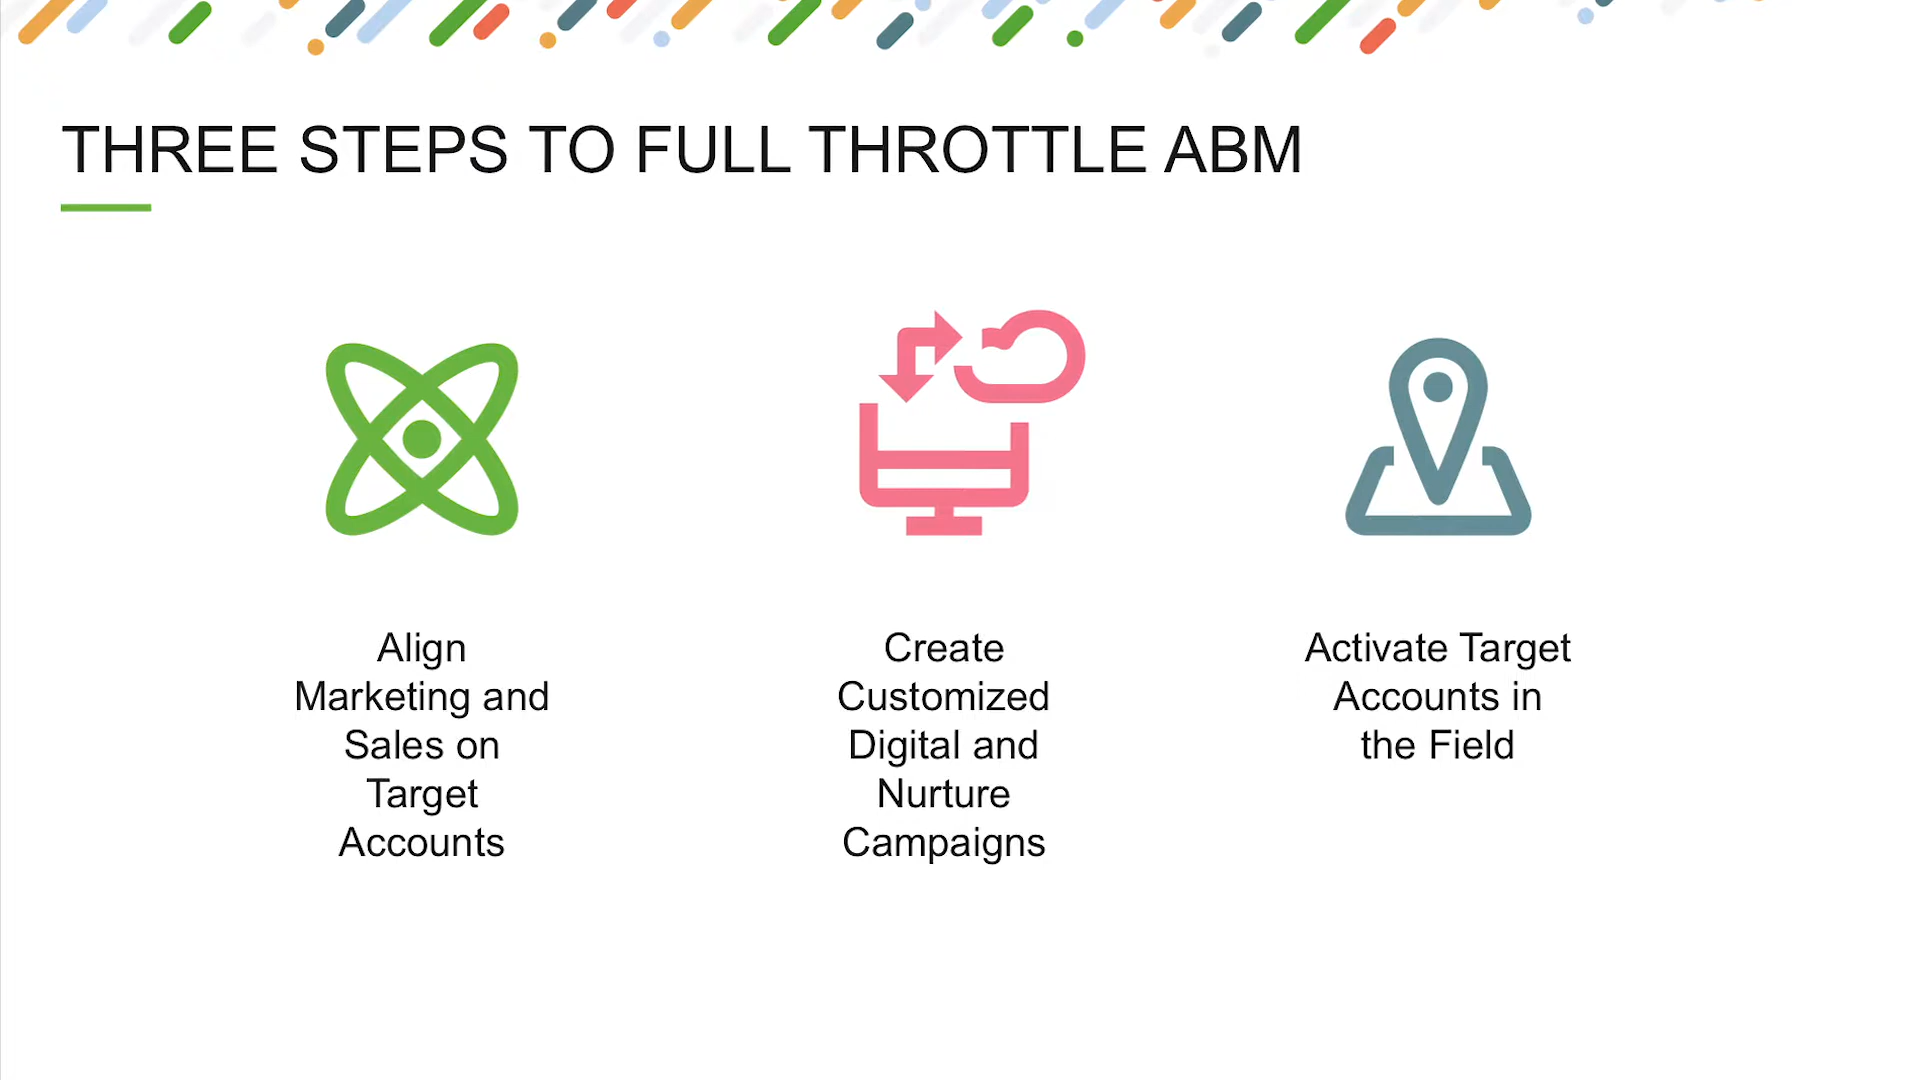 THREE STEPS TO FULL THROTTLE ABM
Align
Marketing and
Sales on
Target
Accounts
Create
Customized
Digital and
Nurture
Campaigns
Activate Target
Accounts in
the Field